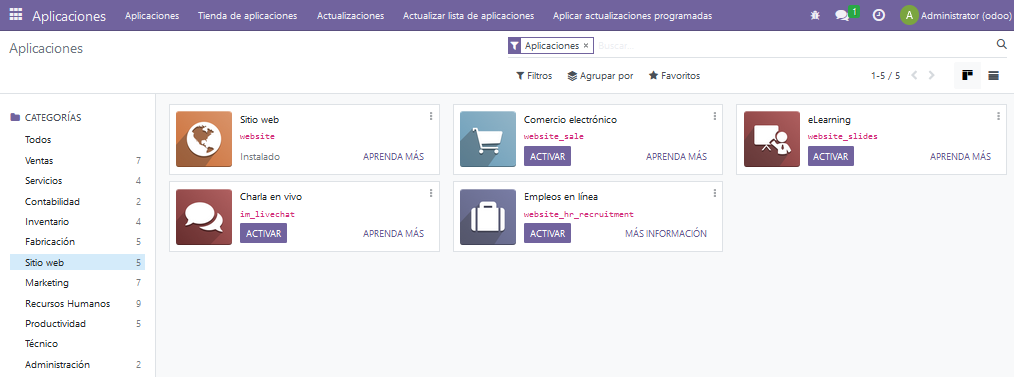 Aplicaciones Aplicaciones Tienda de aplicaciones Actualizaciones Actualizar lista de aplicaciones Aplicar actualizaciones programadas 1 A Administrator (odoo)
Aplicaciones
Aplicaciones × Buscar...
Filtros Agrupar por Favoritos 1-5 / 5
CATEGORÍAS
Todos
Ventas 7
Servicios 4
Contabilidad 2
Inventario 4
Fabricación 5
Sitio web 5
Marketing 7
Recursos Humanos 9
Productividad 5
Técnico
Administración 2
Sitio web
website
Instalado APRENDA MÁS
Comercio electrónico
website_sale
ACTIVAR APRENDA MÁS
eLearning
website_slides
ACTIVAR APRENDA MÁS
Charla en vivo
im_livechat
ACTIVAR APRENDA MÁS
Empleos en línea
website_hr_recruitment
ACTIVAR MÁS INFORMACIÓN